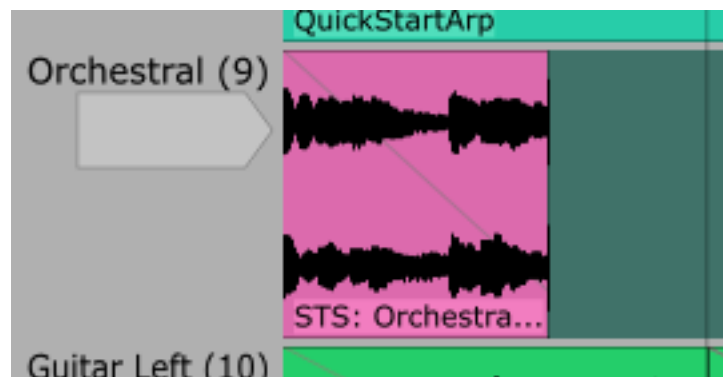 QuickStartArp
Orchestral (9)
STS: Orchestra...
Guitar Left (10)